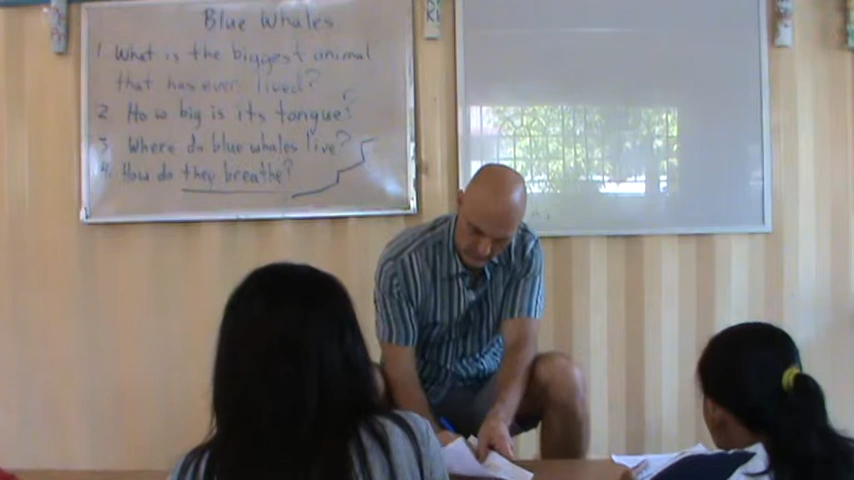 Blue Whales
1. What is the biggest animal
that has ever lived?
2. How big is its tongue?
3. Where do blue whales live?
4. How do they breathe?